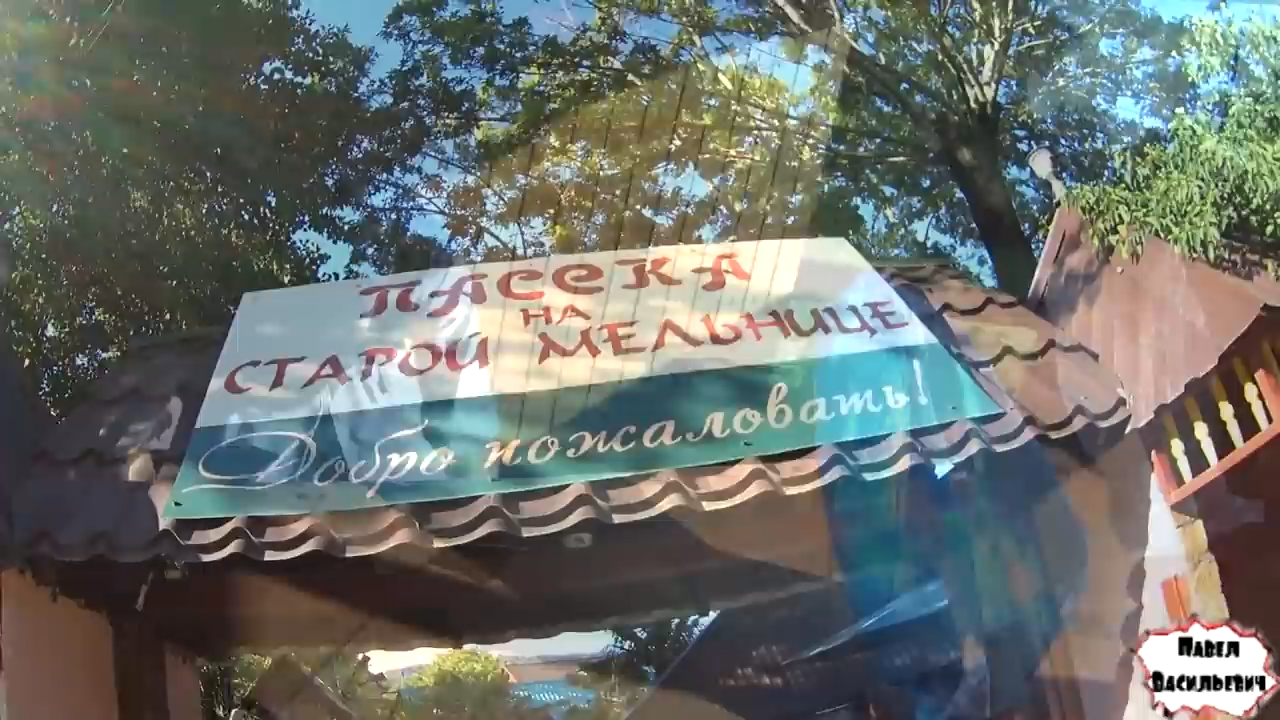 ПАСЕКА
НА
СТАРОЙ МЕЛЬНИЦЕ
Добро пожаловать!
ПАВЕЛ
ВАСИЛЬЕВИЧ